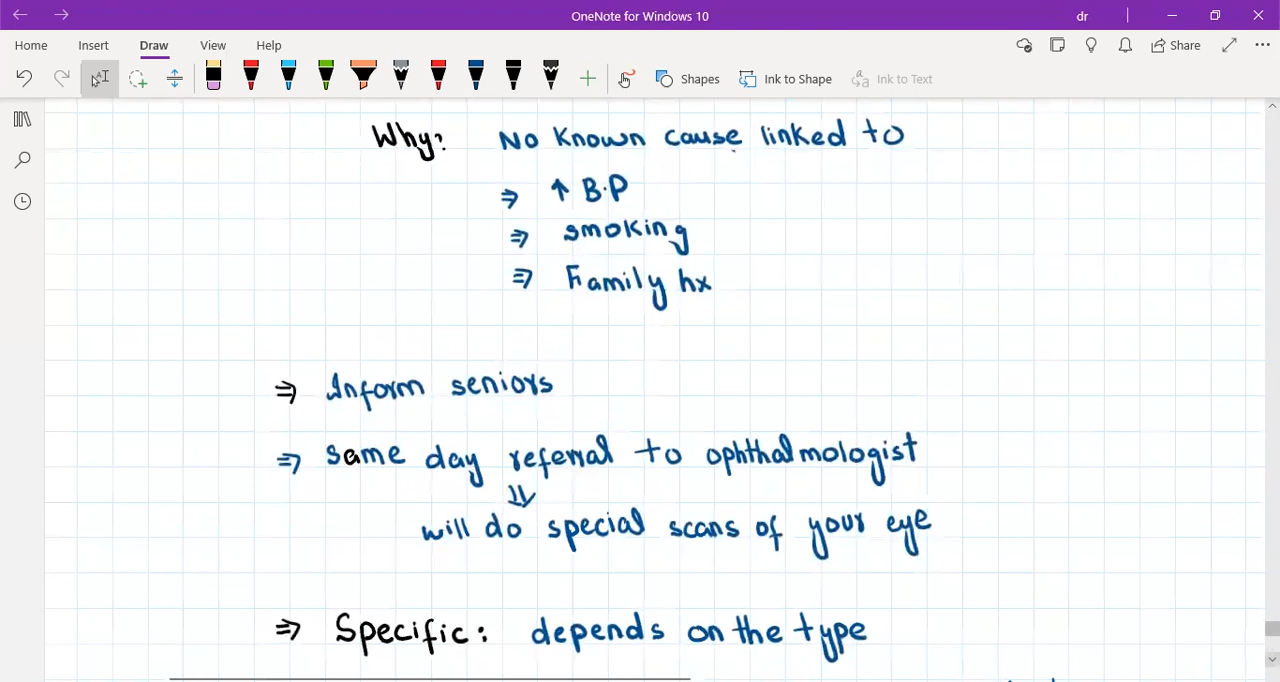 OneNote for Windows 10
dr
Home Insert Draw View Help
Share
Shapes Ink to Shape Ink to Text
Why: No Known cause linked to
⇒ ↑ B.P
⇒ smoking
⇒ Family hx
⇒ Inform seniors
⇒ same day referral to ophthalmologist
⇓
will do special scans of your eye
⇒ Specific: depends on the type